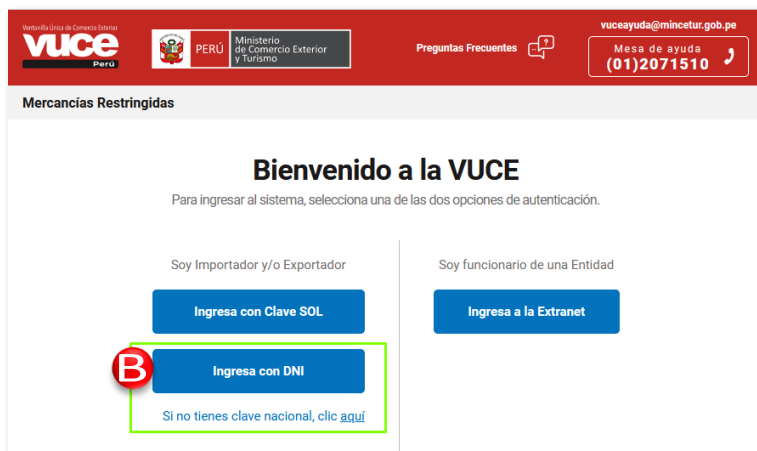 Ventanilla Única de Comercio Exterior
vuce
Perú
PERÚ
Ministerio
de Comercio Exterior
y Turismo
Preguntas Frecuentes
?
vuceayuda@mincetur.gob.pe
Mesa de ayuda
(01)2071510
Mercancías Restringidas
Bienvenido a la VUCE
Para ingresar al sistema, selecciona una de las dos opciones de autenticación.
Soy Importador y/o Exportador
Ingresa con Clave SOL
B
Ingresa con DNI
Si no tienes clave nacional, clic aquí
Soy funcionario de una Entidad
Ingresa a la Extranet